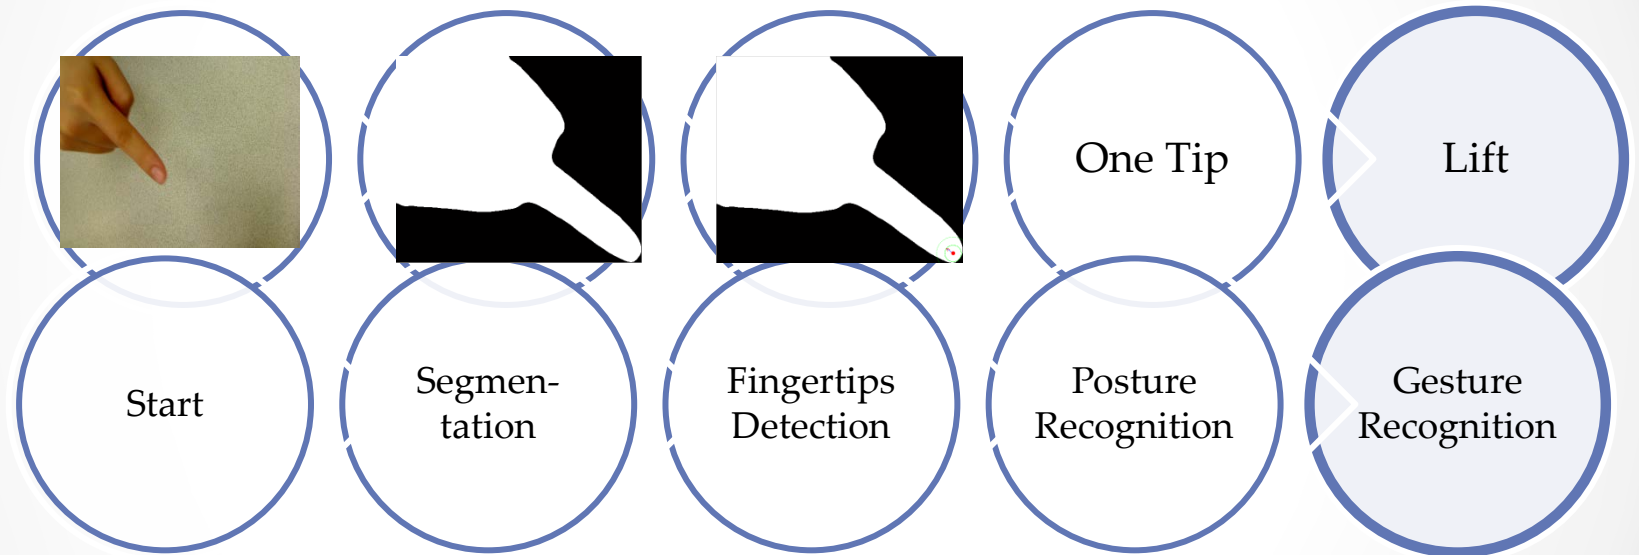 One Tip
Lift
Start
Segmen-
tation
Fingertips
Detection
Posture
Recognition
Gesture
Recognition